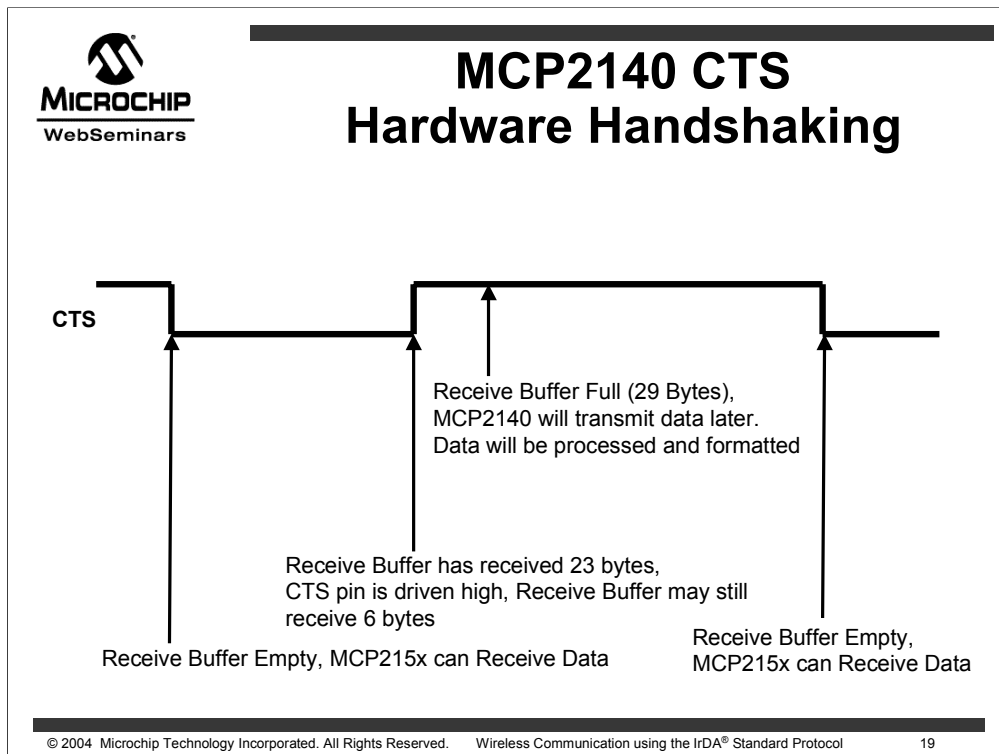 MICROCHIP
WebSeminars
MCP2140 CTS
Hardware Handshaking
CTS
Receive Buffer Full (29 Bytes),
MCP2140 will transmit data later.
Data will be processed and formatted
Receive Buffer has received 23 bytes,
CTS pin is driven high, Receive Buffer may still
receive 6 bytes
Receive Buffer Empty, MCP215x can Receive Data
Receive Buffer Empty,
MCP215x can Receive Data
© 2004 Microchip Technology Incorporated. All Rights Reserved. Wireless Communication using the IrDA® Standard Protocol 19